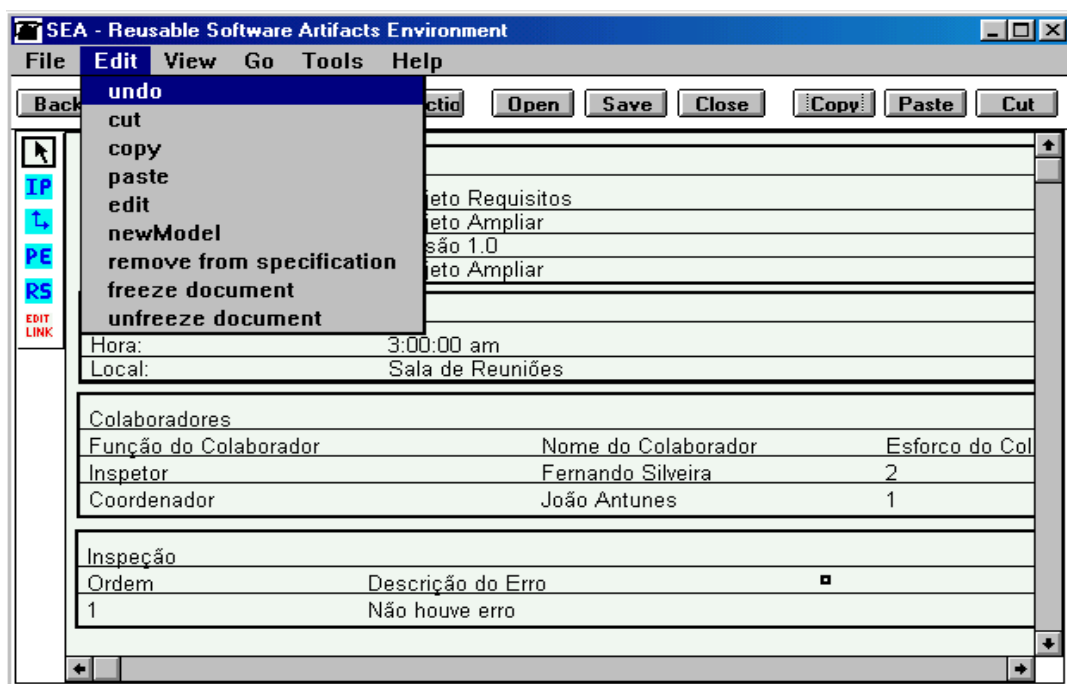 SEA - Reusable Software Artifacts Environment
File Edit View Go Tools Help
Back ctio Open Save Close Copy Paste Cut
undo
cut
copy
paste
edit
newModel
remove from specification
freeze document
unfreeze document
IP
PE
RS
EDIT
LINK
jeto Requisitos
jeto Ampliar
são 1.0
jeto Ampliar
Hora: 3:00:00 am
Local: Sala de Reuniões
Colaboradores
Função do Colaborador Nome do Colaborador Esforco do Col
Inspetor Fernando Silveira 2
Coordenador João Antunes 1
Inspeção
Ordem Descrição do Erro
1 Não houve erro